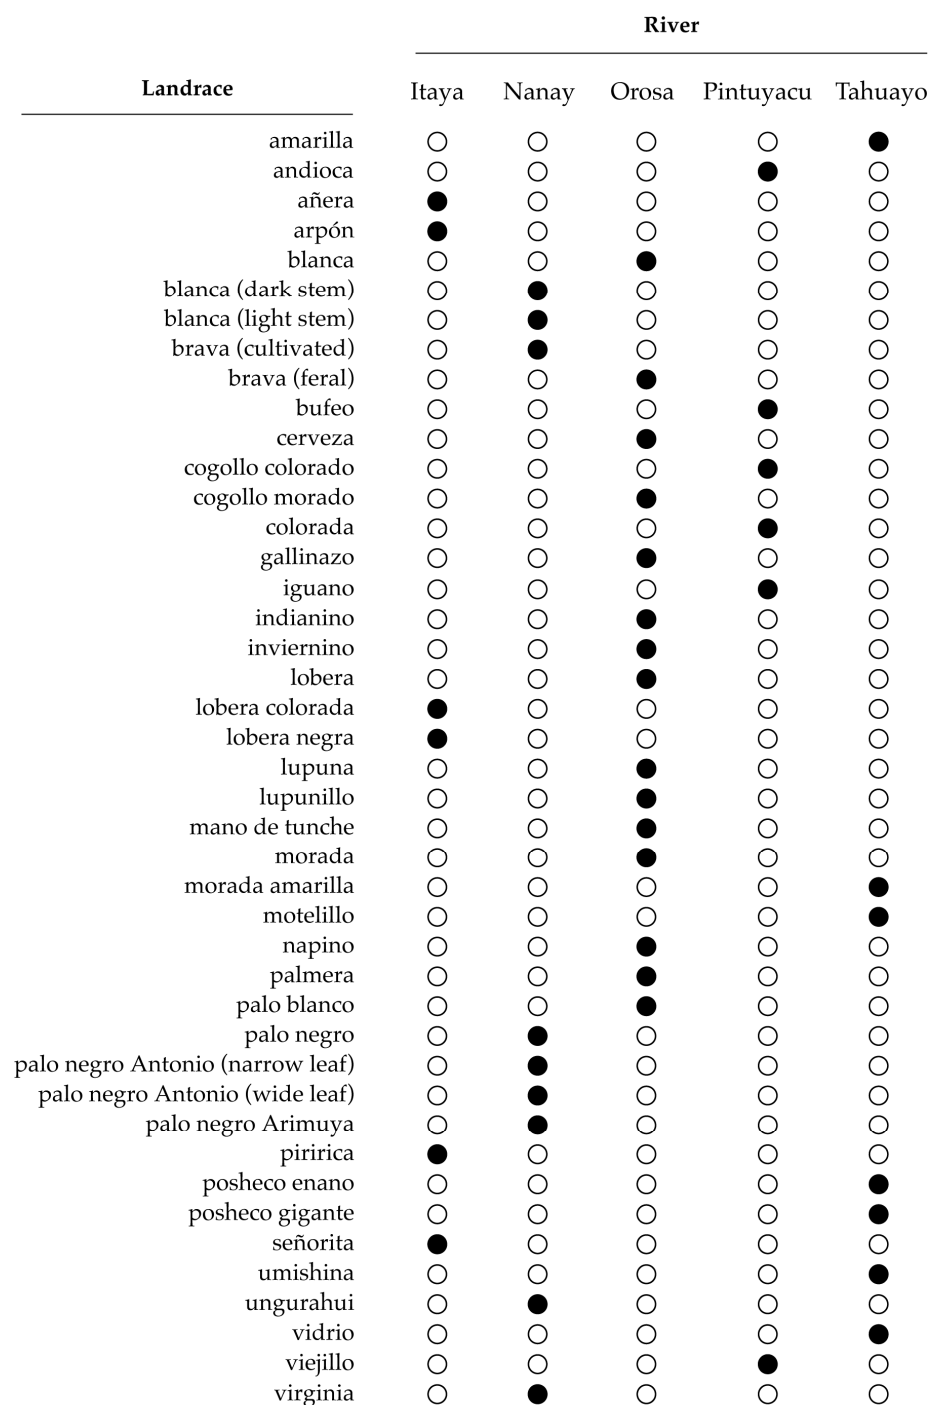 River
Landrace Itaya Nanay Orosa Pintuyacu Tahuayo
amarilla ○ ○ ○ ○ ●
andioca ○ ○ ○ ● ○
añera ● ○ ○ ○ ○
arpón ● ○ ○ ○ ○
blanca ○ ○ ● ○ ○
blanca (dark stem) ○ ● ○ ○ ○
blanca (light stem) ○ ● ○ ○ ○
brava (cultivated) ○ ● ○ ○ ○
brava (feral) ○ ○ ● ○ ○
bufeo ○ ○ ○ ● ○
cerveza ○ ○ ● ○ ○
cogollo colorado ○ ○ ○ ● ○
cogollo morado ○ ○ ● ○ ○
colorada ○ ○ ○ ● ○
gallinazo ○ ○ ● ○ ○
iguano ○ ○ ○ ● ○
indianino ○ ○ ● ○ ○
inviernino ○ ○ ● ○ ○
lobera ○ ○ ● ○ ○
lobera colorada ● ○ ○ ○ ○
lobera negra ● ○ ○ ○ ○
lupuna ○ ○ ● ○ ○
lupunillo ○ ○ ● ○ ○
mano de tunche ○ ○ ● ○ ○
morada ○ ○ ● ○ ○
morada amarilla ○ ○ ○ ○ ●
motelillo ○ ○ ○ ○ ●
napino ○ ○ ● ○ ○
palmera ○ ○ ● ○ ○
palo blanco ○ ○ ● ○ ○
palo negro ○ ● ○ ○ ○
palo negro Antonio (narrow leaf) ○ ● ○ ○ ○
palo negro Antonio (wide leaf) ○ ● ○ ○ ○
palo negro Arimuya ○ ● ○ ○ ○
piririca ● ○ ○ ○ ○
posheco enano ○ ○ ○ ○ ●
posheco gigante ○ ○ ○ ○ ●
señorita ● ○ ○ ○ ○
umishina ○ ○ ○ ○ ●
ungurahui ○ ● ○ ○ ○
vidrio ○ ○ ○ ○ ●
viejillo ○ ○ ○ ● ○
virginia ○ ● ○ ○ ○